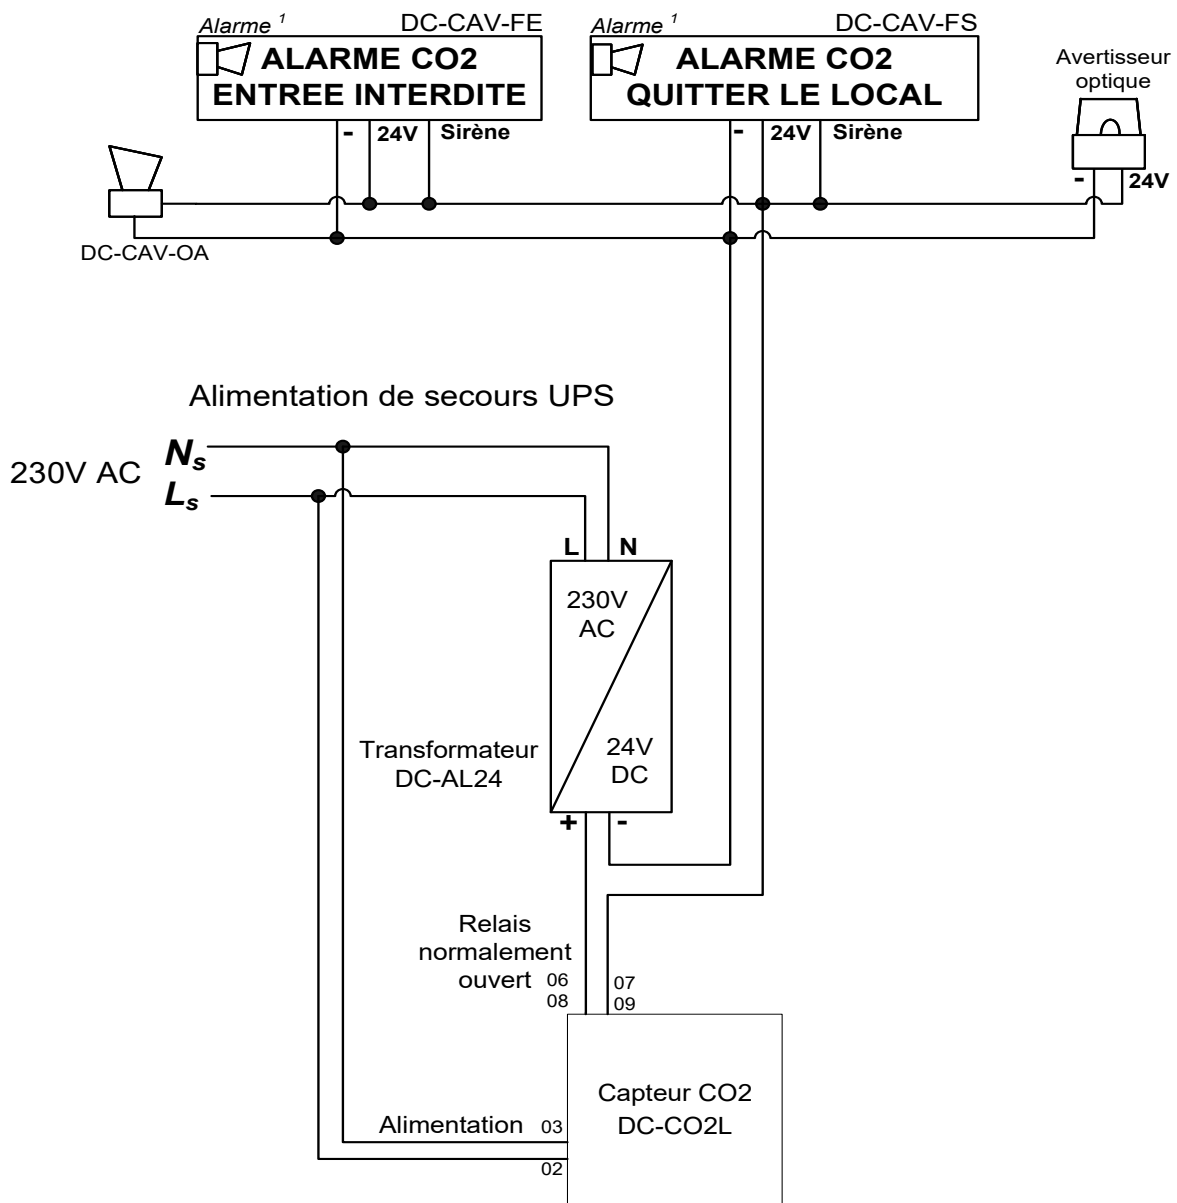 Alarme 1
DC-CAV-FE
ALARME CO2
ENTREE INTERDITE
- 24V Sirène
Alarme 1
DC-CAV-FS
ALARME CO2
QUITTER LE LOCAL
- 24V Sirène
Avertisseur
optique
- 24V
DC-CAV-OA
Alimentation de secours UPS
230V AC
Ns
Ls
L N
230V
AC
24V
DC
Transformateur
DC-AL24
+ -
Relais
normalement
ouvert
06
08
07
09
Capteur CO2
DC-CO2L
Alimentation
03
02